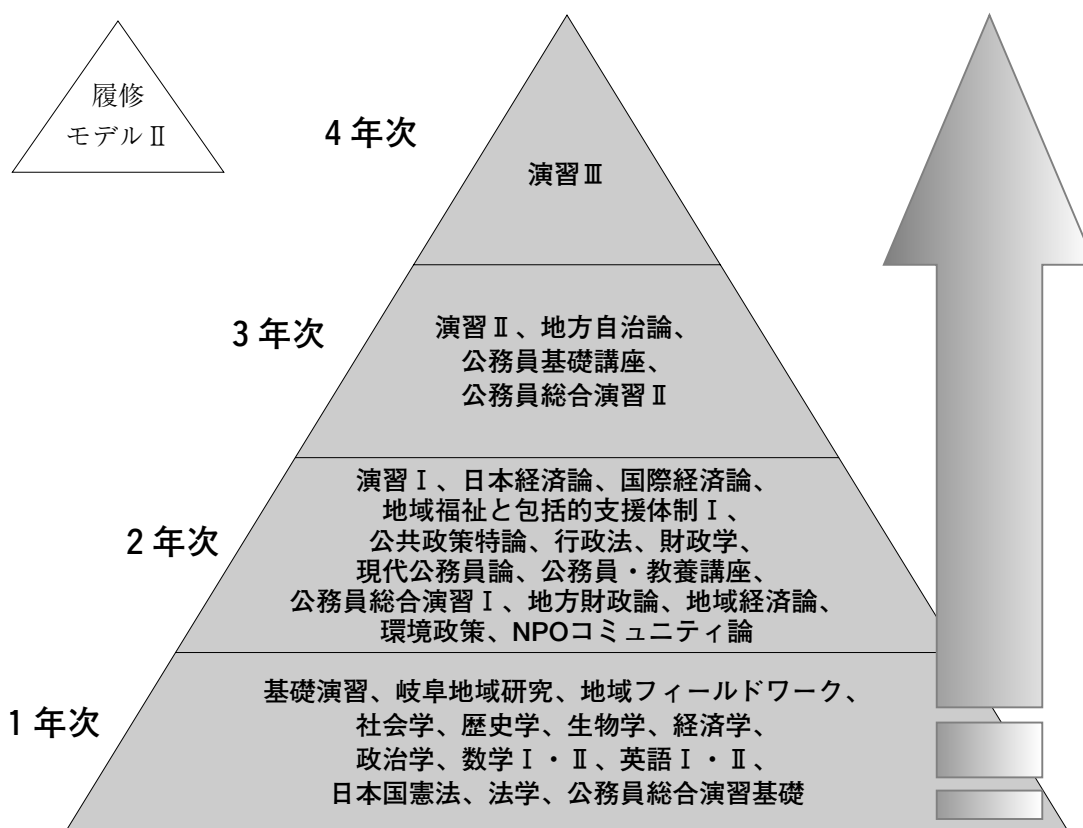 履修
モデルⅡ
4 年次
演習Ⅲ
3 年次
演習Ⅱ、地方自治論、
公務員基礎講座、
公務員総合演習Ⅱ
2 年次
演習Ⅰ、日本経済論、国際経済論、
地域福祉と包括的支援体制Ⅰ、
公共政策特論、行政法、財政学、
現代公務員論、公務員・教養講座、
公務員総合演習Ⅰ、地方財政論、地域経済論、
環境政策、NPOコミュニティ論
1 年次
基礎演習、岐阜地域研究、地域フィールドワーク、
社会学、歴史学、生物学、経済学、
政治学、数学Ⅰ・Ⅱ、英語Ⅰ・Ⅱ、
日本国憲法、法学、公務員総合演習基礎